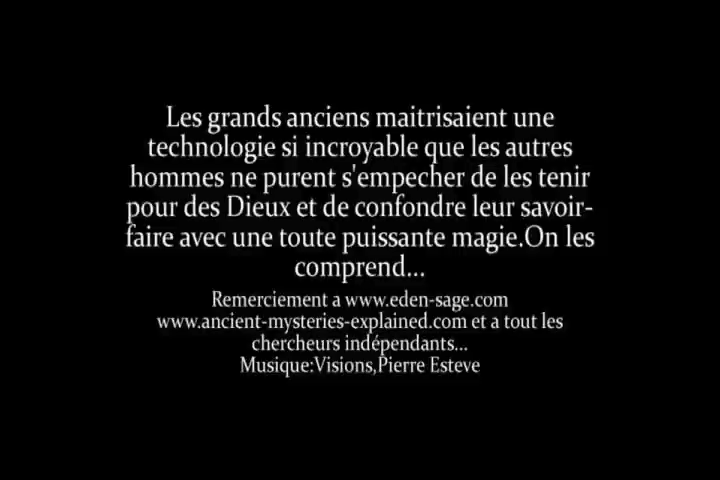 Les grands anciens maitrisaient une
technologie si incroyable que les autres
hommes ne purent s'empecher de les tenir
pour des Dieux et de confondre leur savoir-
faire avec une toute puissante magie.On les
comprend...
Remerciement a www.eden-sage.com
www.ancient-mysteries-explained.com et a tout les
chercheurs indépendants...
Musique:Visions,Pierre Esteve